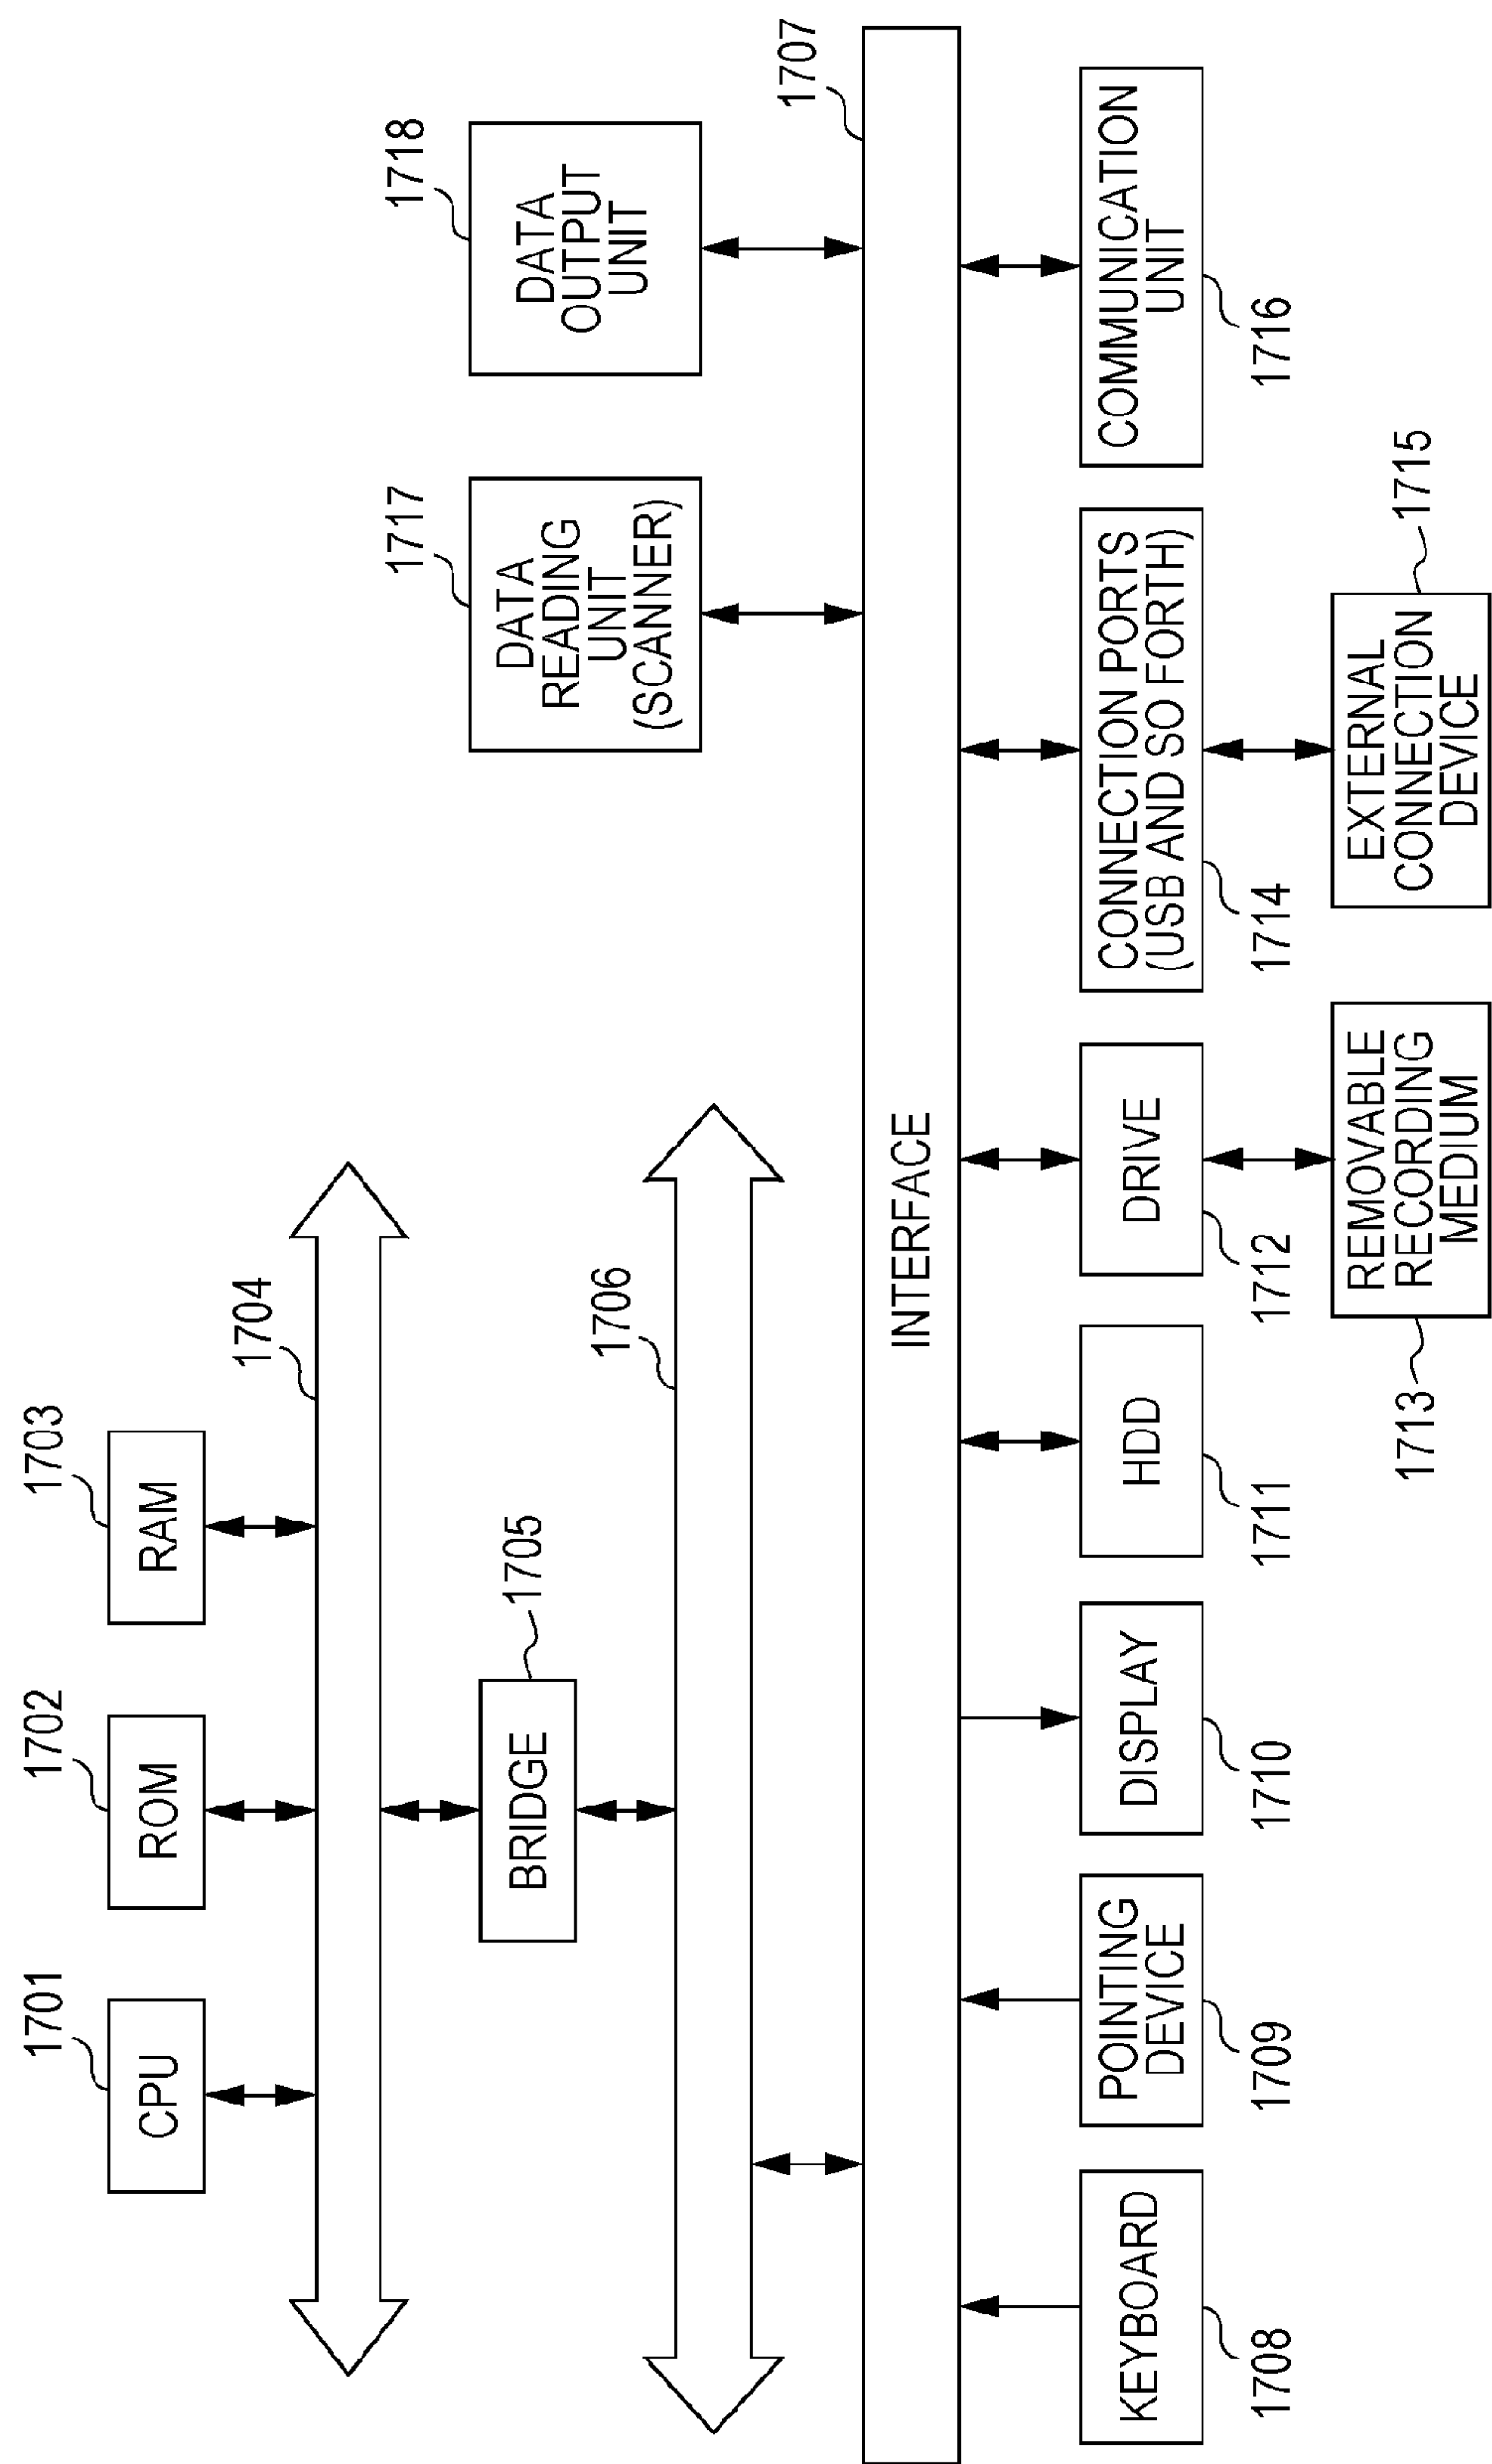 1701
CPU
1702
ROM
1703
RAM
1704
1705
BRIDGE
1706
1717
DATA
READING
UNIT
(SCANNER)
1718
DATA
OUTPUT
UNIT
1707
INTERFACE
KEYBOARD
1708
POINTING
DEVICE
1709
DISPLAY
1710
HDD
1711
DRIVE
1712
CONNECTION PORTS
(USB AND SO FORTH)
1714
COMMUNICATION
UNIT
1716
1713
REMOVABLE
RECORDING
MEDIUM
EXTERNAL
CONNECTION
DEVICE
1715